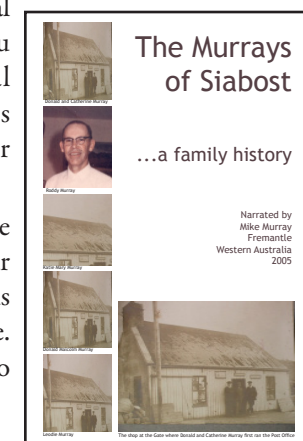 The Murrays
of Siabost
...a family history
Narrated by
Mike Murray
Fremantle
Western Australia
2005
Donald and Catherine Murray
Roddy Murray
Katie Mary Murray
Donald Malcolm Murray
The shop at the Gate where Donald and Catherine Murray first ran the Post Office